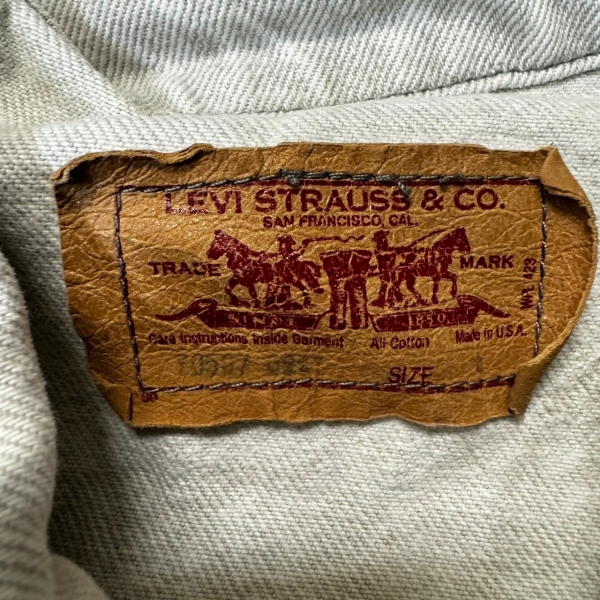 LEVI STRAUSS & CO.
SAN FRANCISCO, CAL.
TRADE MARK
WPL 423
Care Instructions Inside Garment All Cotton Made in U.S.A.
SIZE L